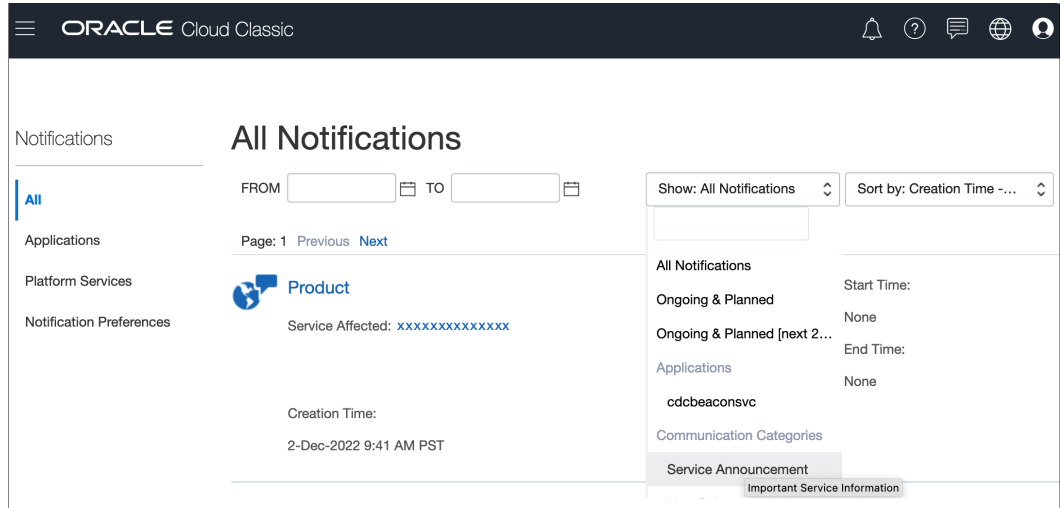 ORACLE Cloud Classic
?
Notifications
All
Applications
Platform Services
Notification Preferences
All Notifications
FROM TO
Show: All Notifications
Sort by: Creation Time -...
Page: 1 Previous Next
Product
Service Affected: xxxxxxxxxxxxxx
Creation Time:
2-Dec-2022 9:41 AM PST
All Notifications
Ongoing & Planned
Ongoing & Planned [next 2...
Applications
cdcbeaconsvc
Communication Categories
Service Announcement
Important Service Information
Start Time:
None
End Time:
None